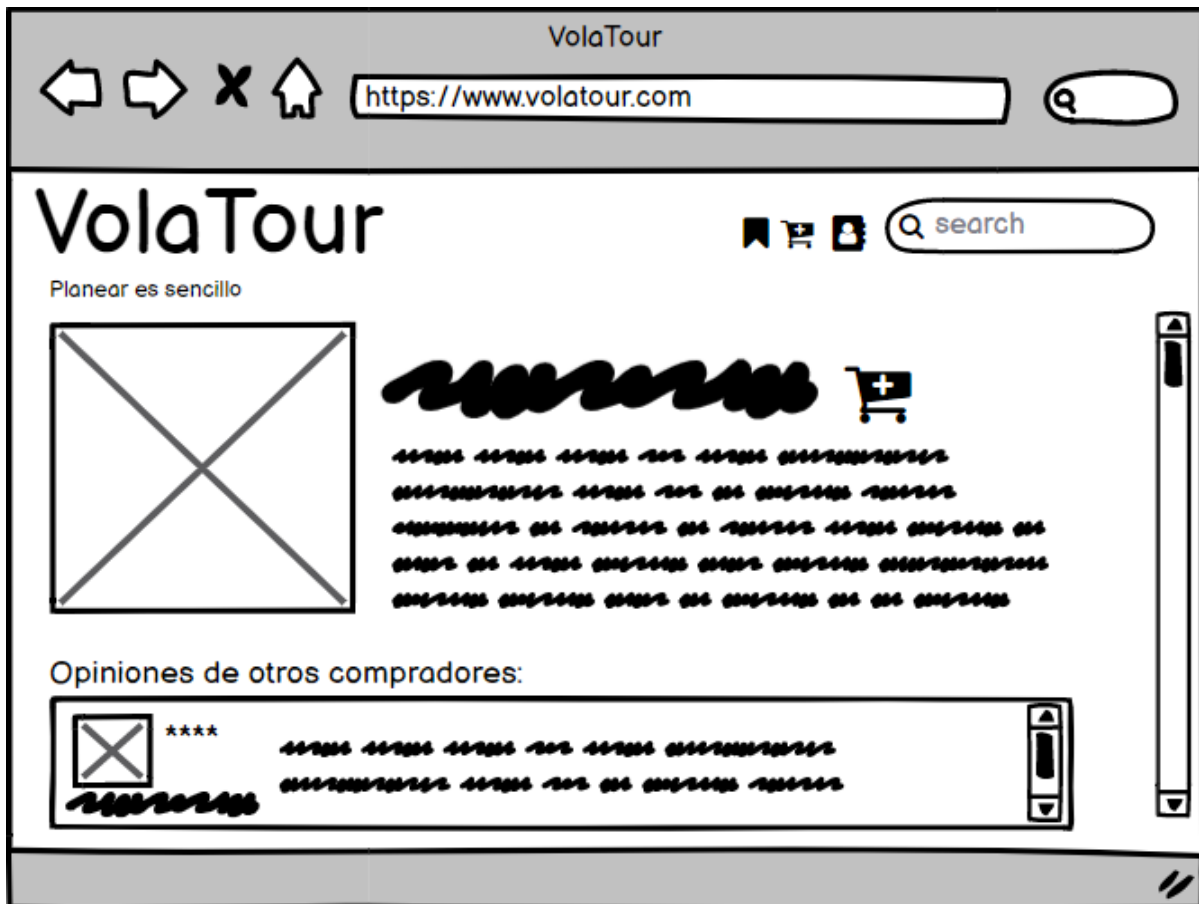 VolaTour
https://www.volatour.com
VolaTour
search
Planear es sencillo
Opiniones de otros compradores:
****